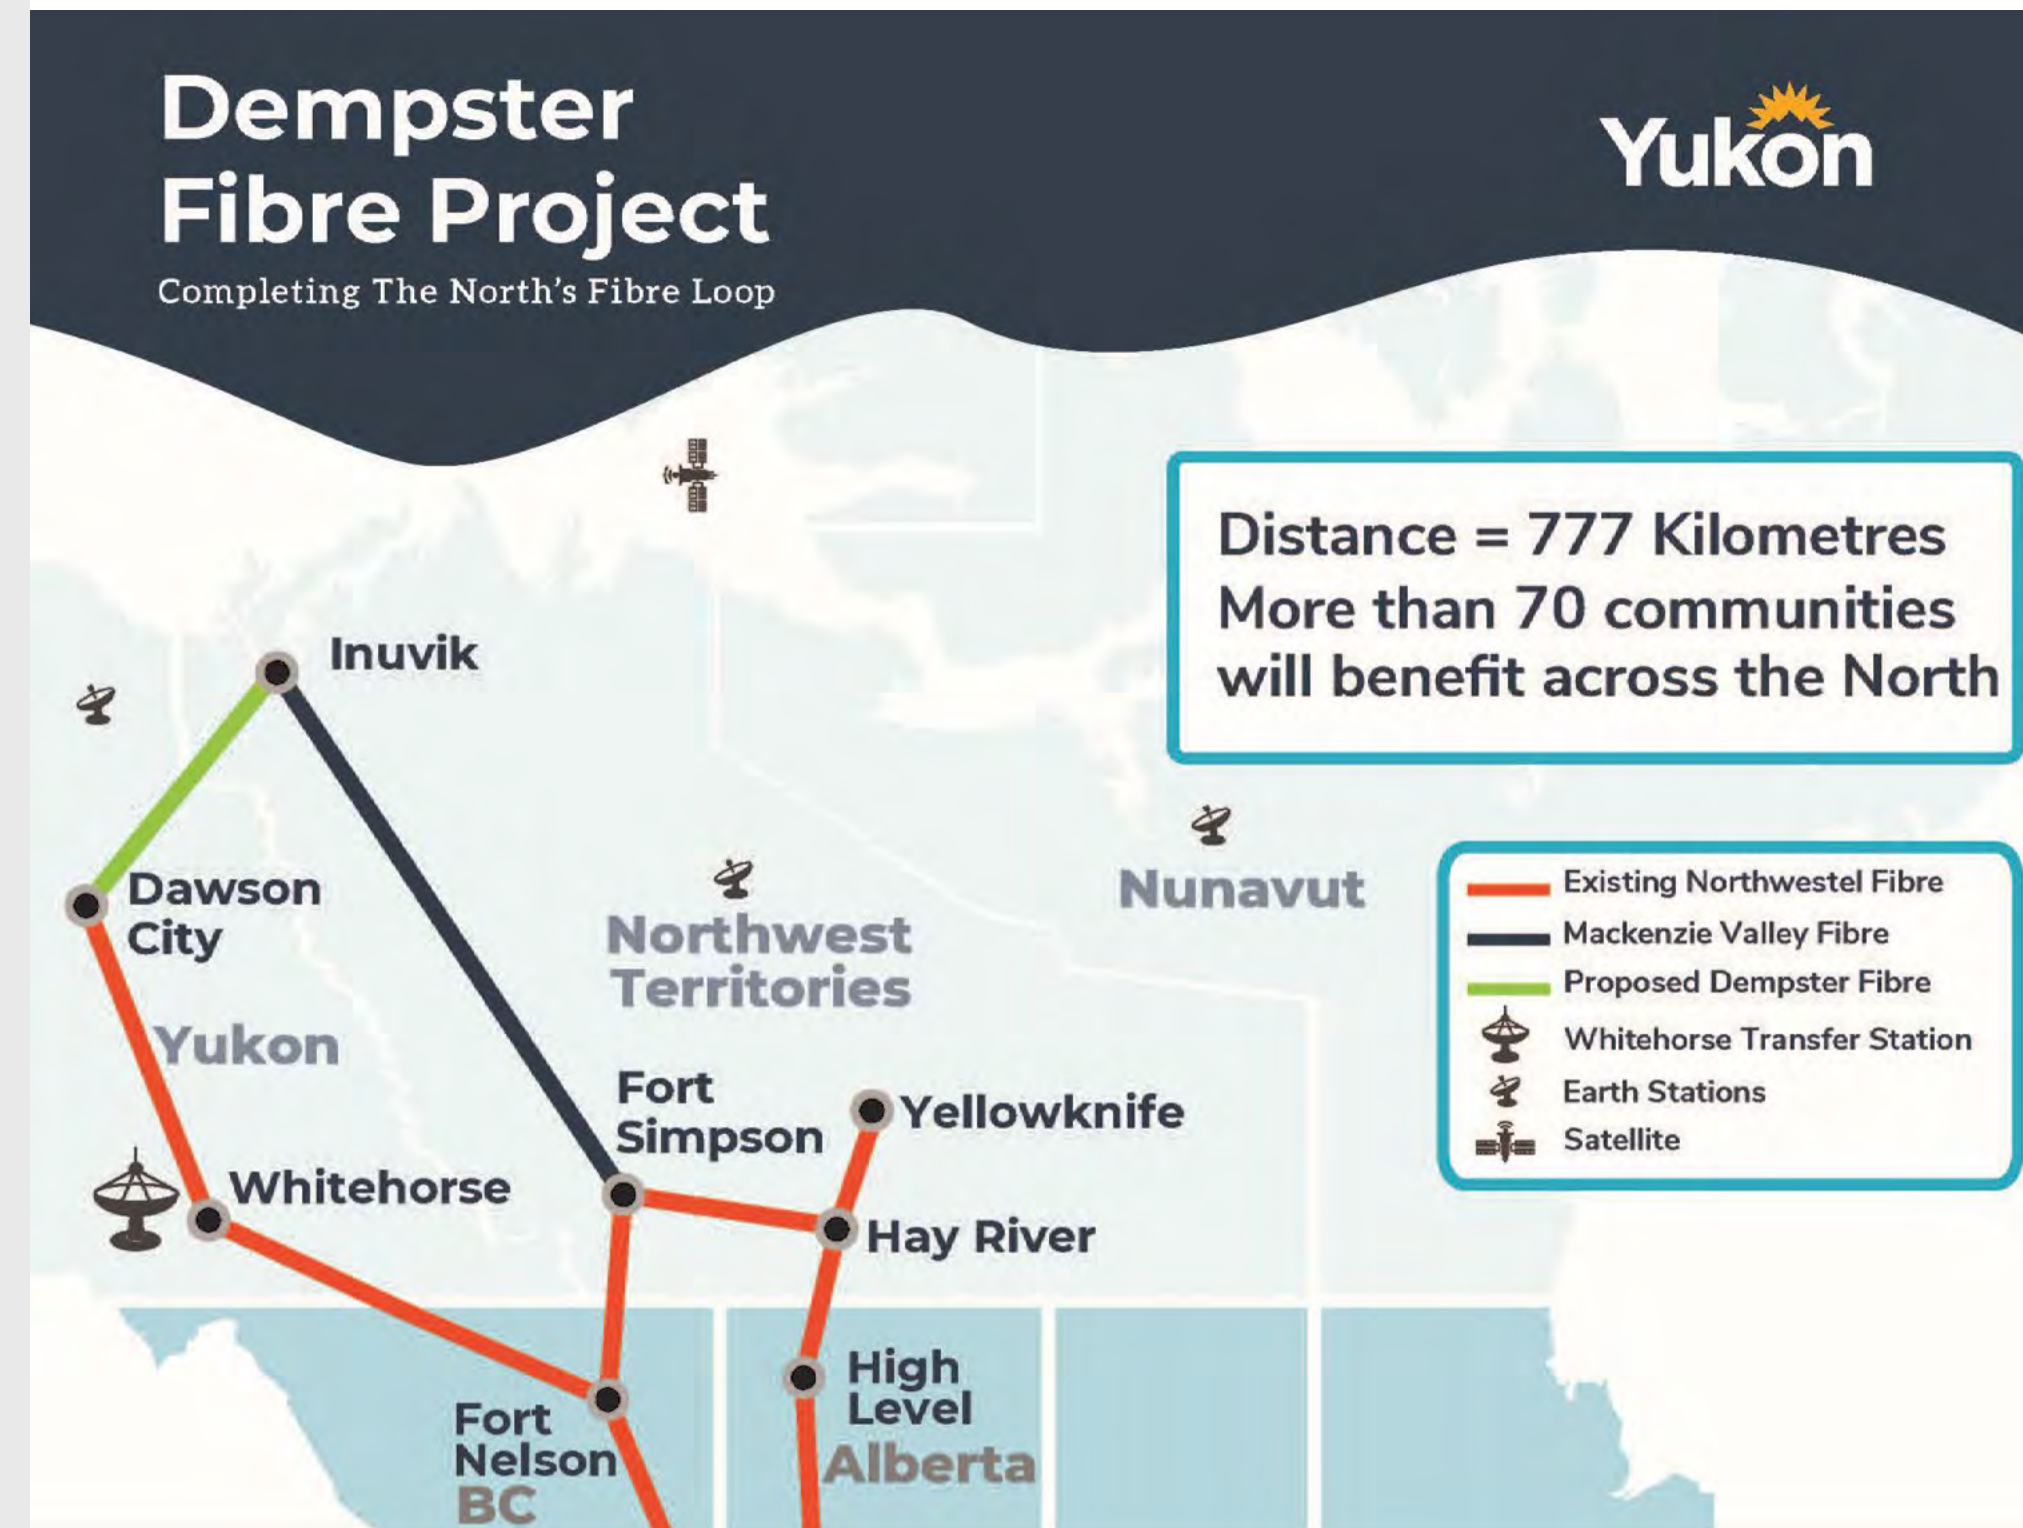 Dempster
Fibre Project
Completing The North's Fibre Loop
Yukon
Distance = 777 Kilometres
More than 70 communities
will benefit across the North
Inuvik
Dawson
City
Nunavut
Northwest
Territories
Existing Northwestel Fibre
Mackenzie Valley Fibre
Proposed Dempster Fibre
Whitehorse Transfer Station
Earth Stations
Satellite
Yukon
Fort
Simpson
Yellowknife
Whitehorse
Hay River
High
Level
Alberta
Fort
Nelson
BC